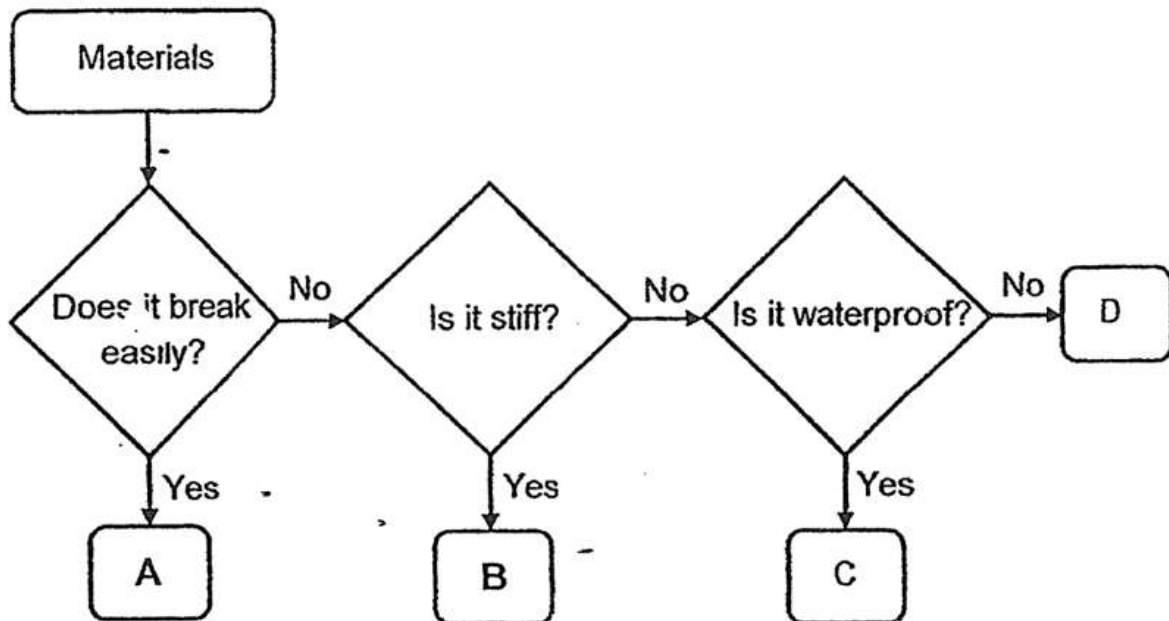 Materials
Does it break
easily?
No
Is it stiff?
No
Is it waterproof?
No
D
Yes
Yes
Yes
A
B
C